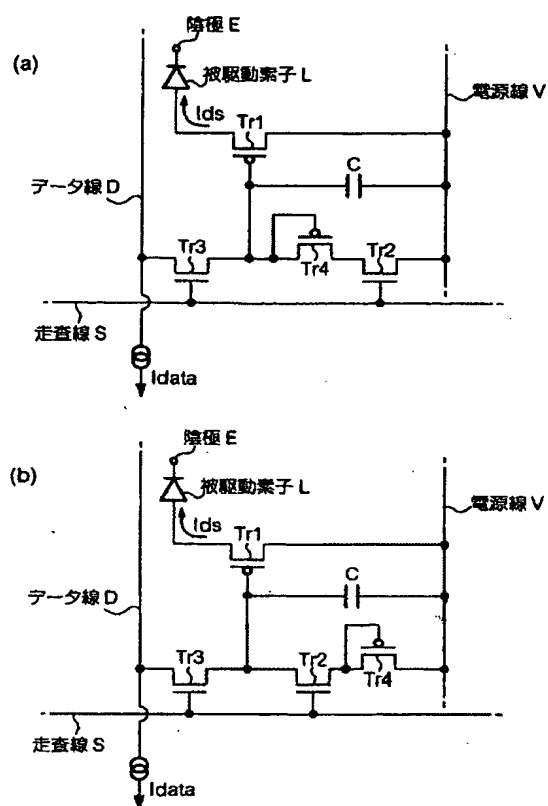 (a)
陰極 E
被駆動素子 L
電源線 V
Ids
Tr1
C
データ線 D
Tr3
Tr4
Tr2
走査線 S
Idata
(b)
陰極 E
被駆動素子 L
電源線 V
Ids
Tr1
C
データ線 D
Tr3
Tr2
Tr4
走査線 S
Idata